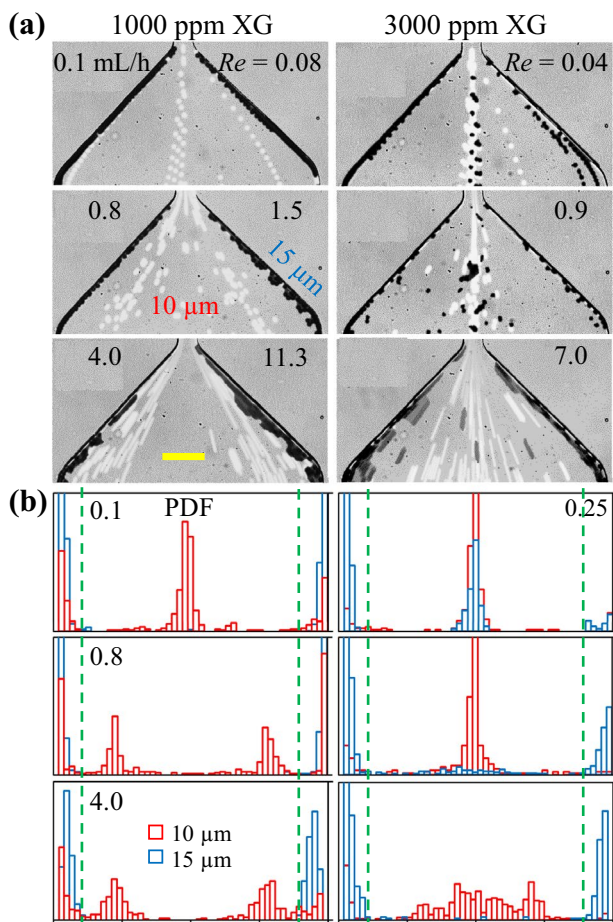 (a) 1000 ppm XG 3000 ppm XG
0.1 mL/h Re = 0.08 Re = 0.04
0.8 1.5 0.9
15 μm
10 μm
4.0 11.3 7.0
(b) 0.1 PDF 0.25
0.8
4.0
10 μm
15 μm